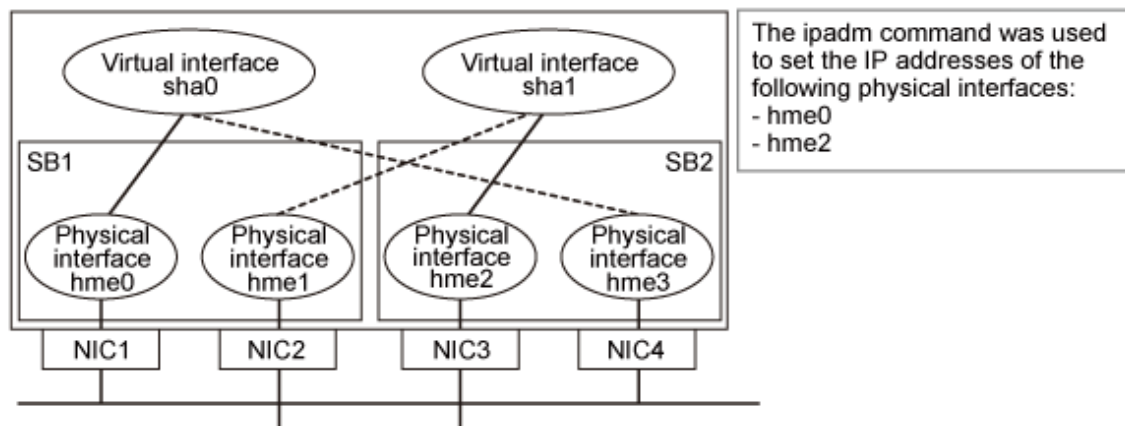 Virtual interface
sha0
Virtual interface
sha1
The ipadm command was used
to set the IP addresses of the
following physical interfaces:
- hme0
- hme2
SB1
SB2
Physical
interface
hme0
Physical
interface
hme1
Physical
interface
hme2
Physical
interface
hme3
NIC1
NIC2
NIC3
NIC4